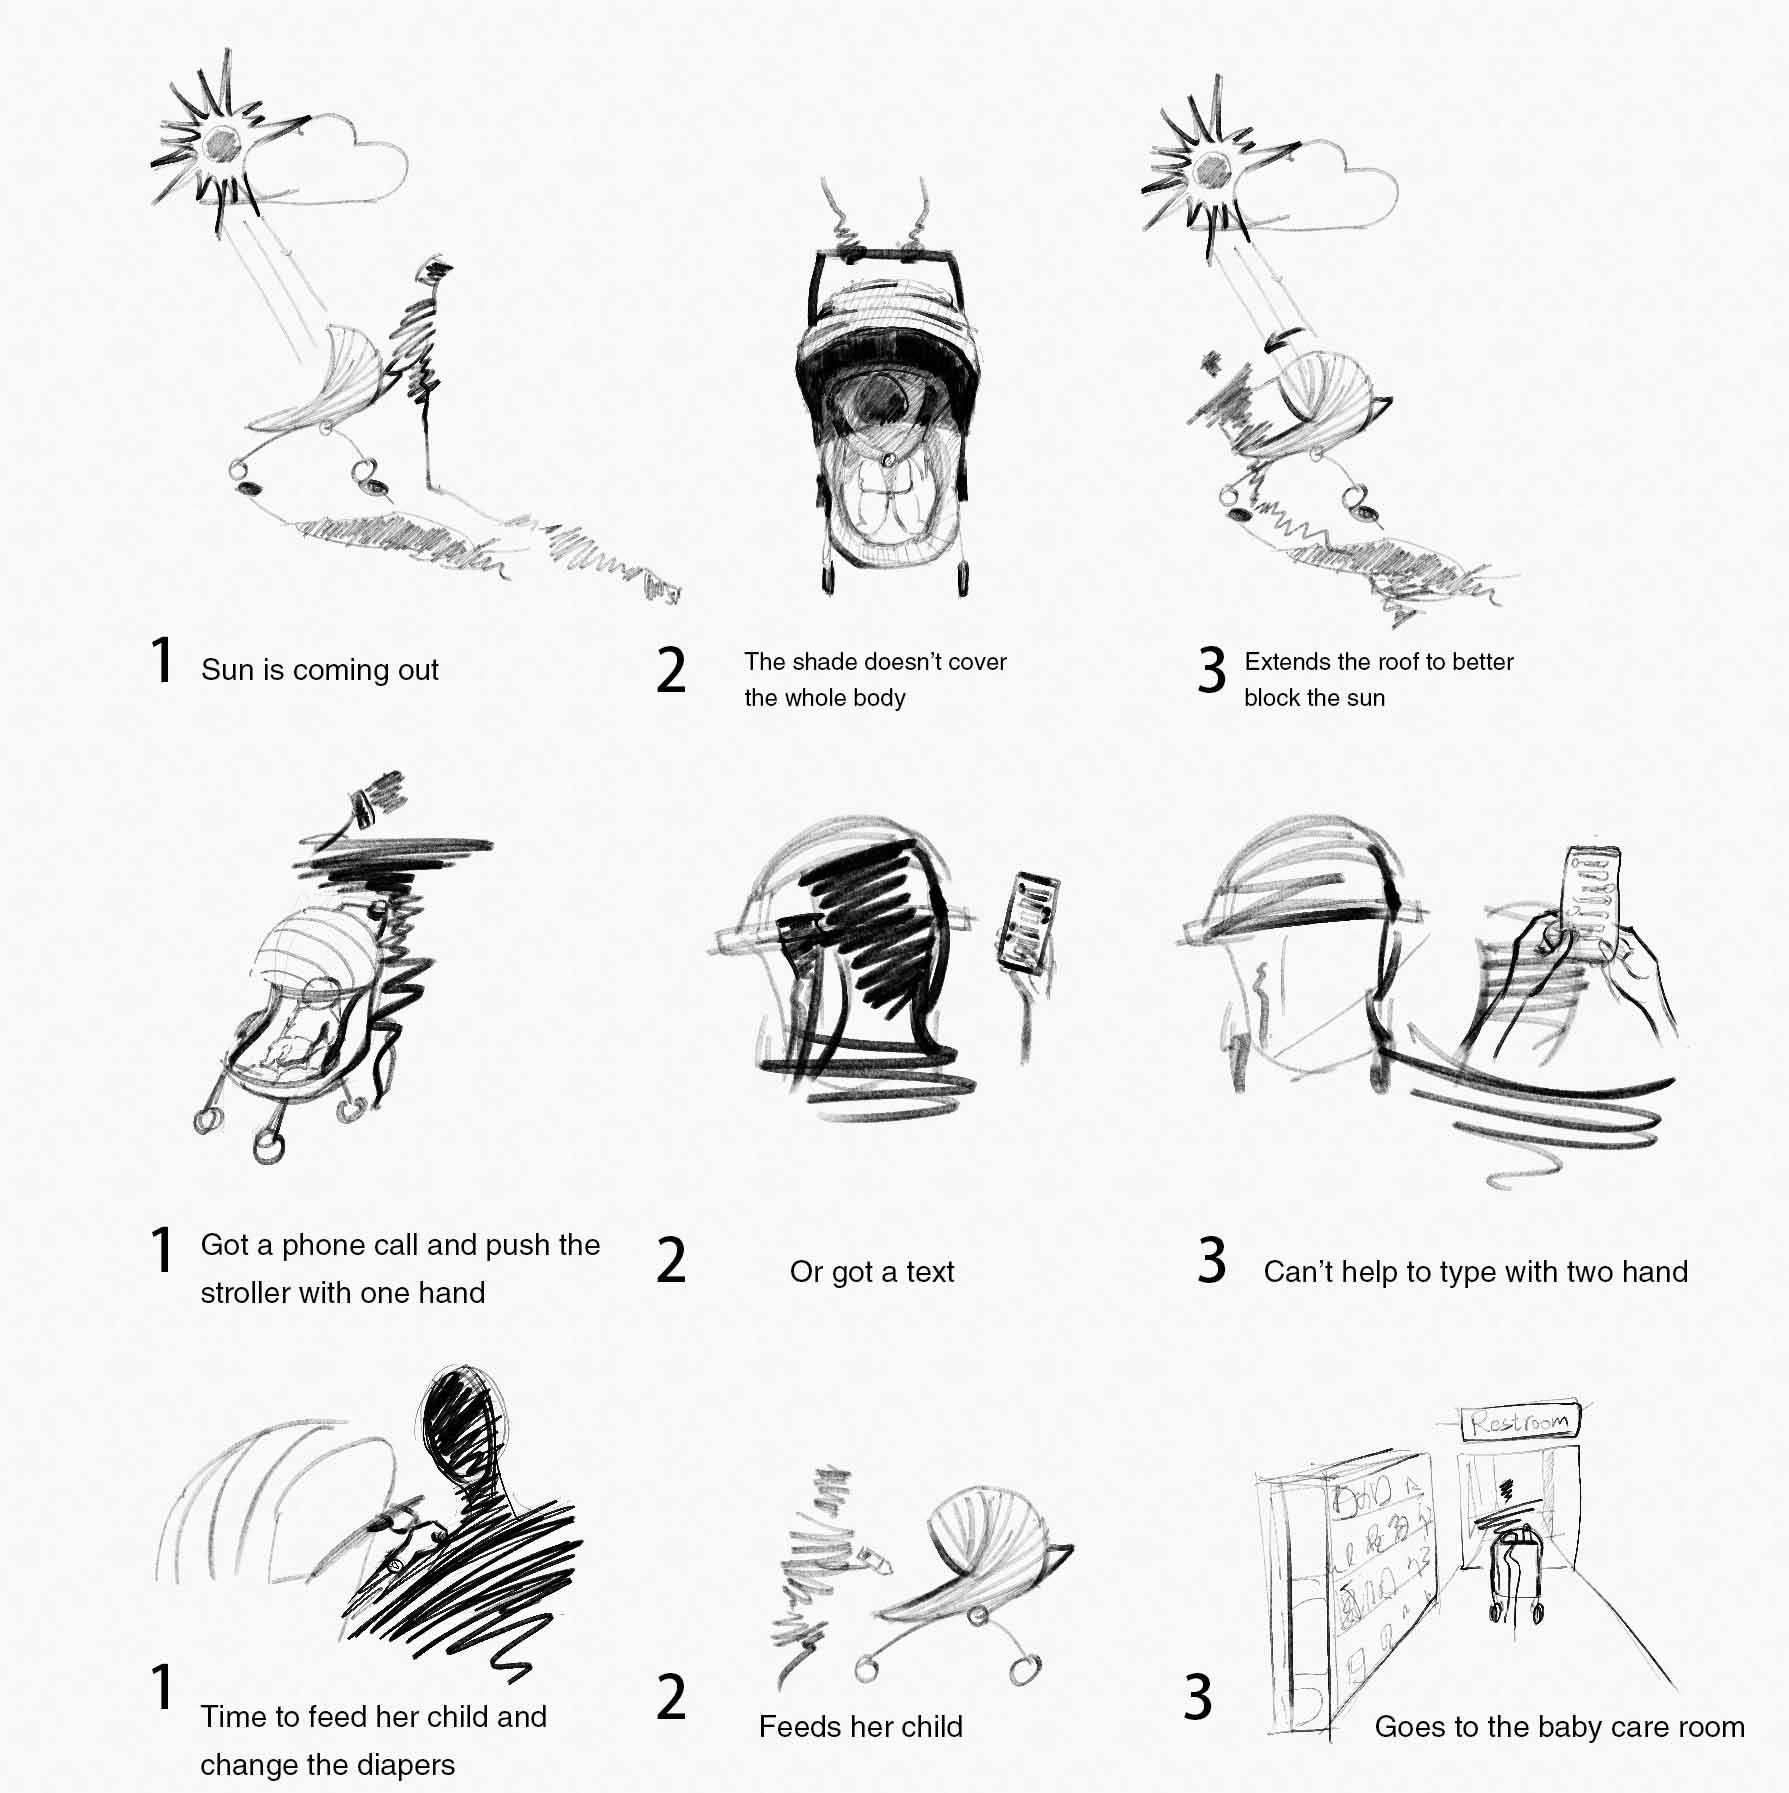 1 Sun is coming out
2 The shade doesn’t cover
the whole body
3 Extends the roof to better
block the sun
1 Got a phone call and push the
stroller with one hand
2 Or got a text
3 Can’t help to type with two hand
Restroom
1 Time to feed her child and
change the diapers
2 Feeds her child
3 Goes to the baby care room